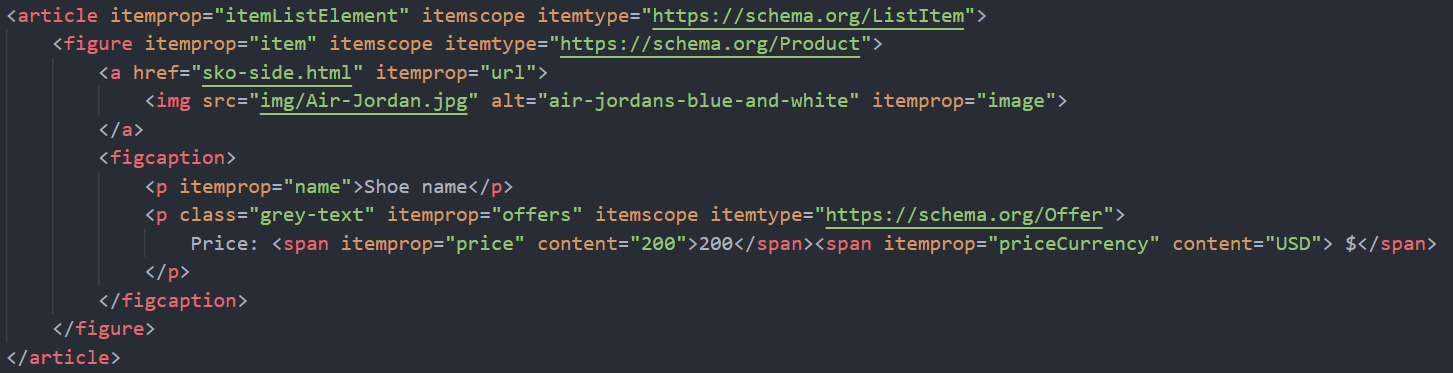 <article itemprop="itemListElement" itemscope itemtype="https://schema.org/ListItem">
    <figure itemprop="item" itemscope itemtype="https://schema.org/Product">
        <a href="sko-side.html" itemprop="url">
            <img src="img/Air-Jordan.jpg" alt="air-jordans-blue-and-white" itemprop="image">
        </a>
        <figcaption>
            <p itemprop="name">Shoe name</p>
            <p class="grey-text" itemprop="offers" itemscope itemtype="https://schema.org/Offer">
                Price: <span itemprop="price" content="200">200</span><span itemprop="priceCurrency" content="USD"> $</span>
            </p>
        </figcaption>
    </figure>
</article>